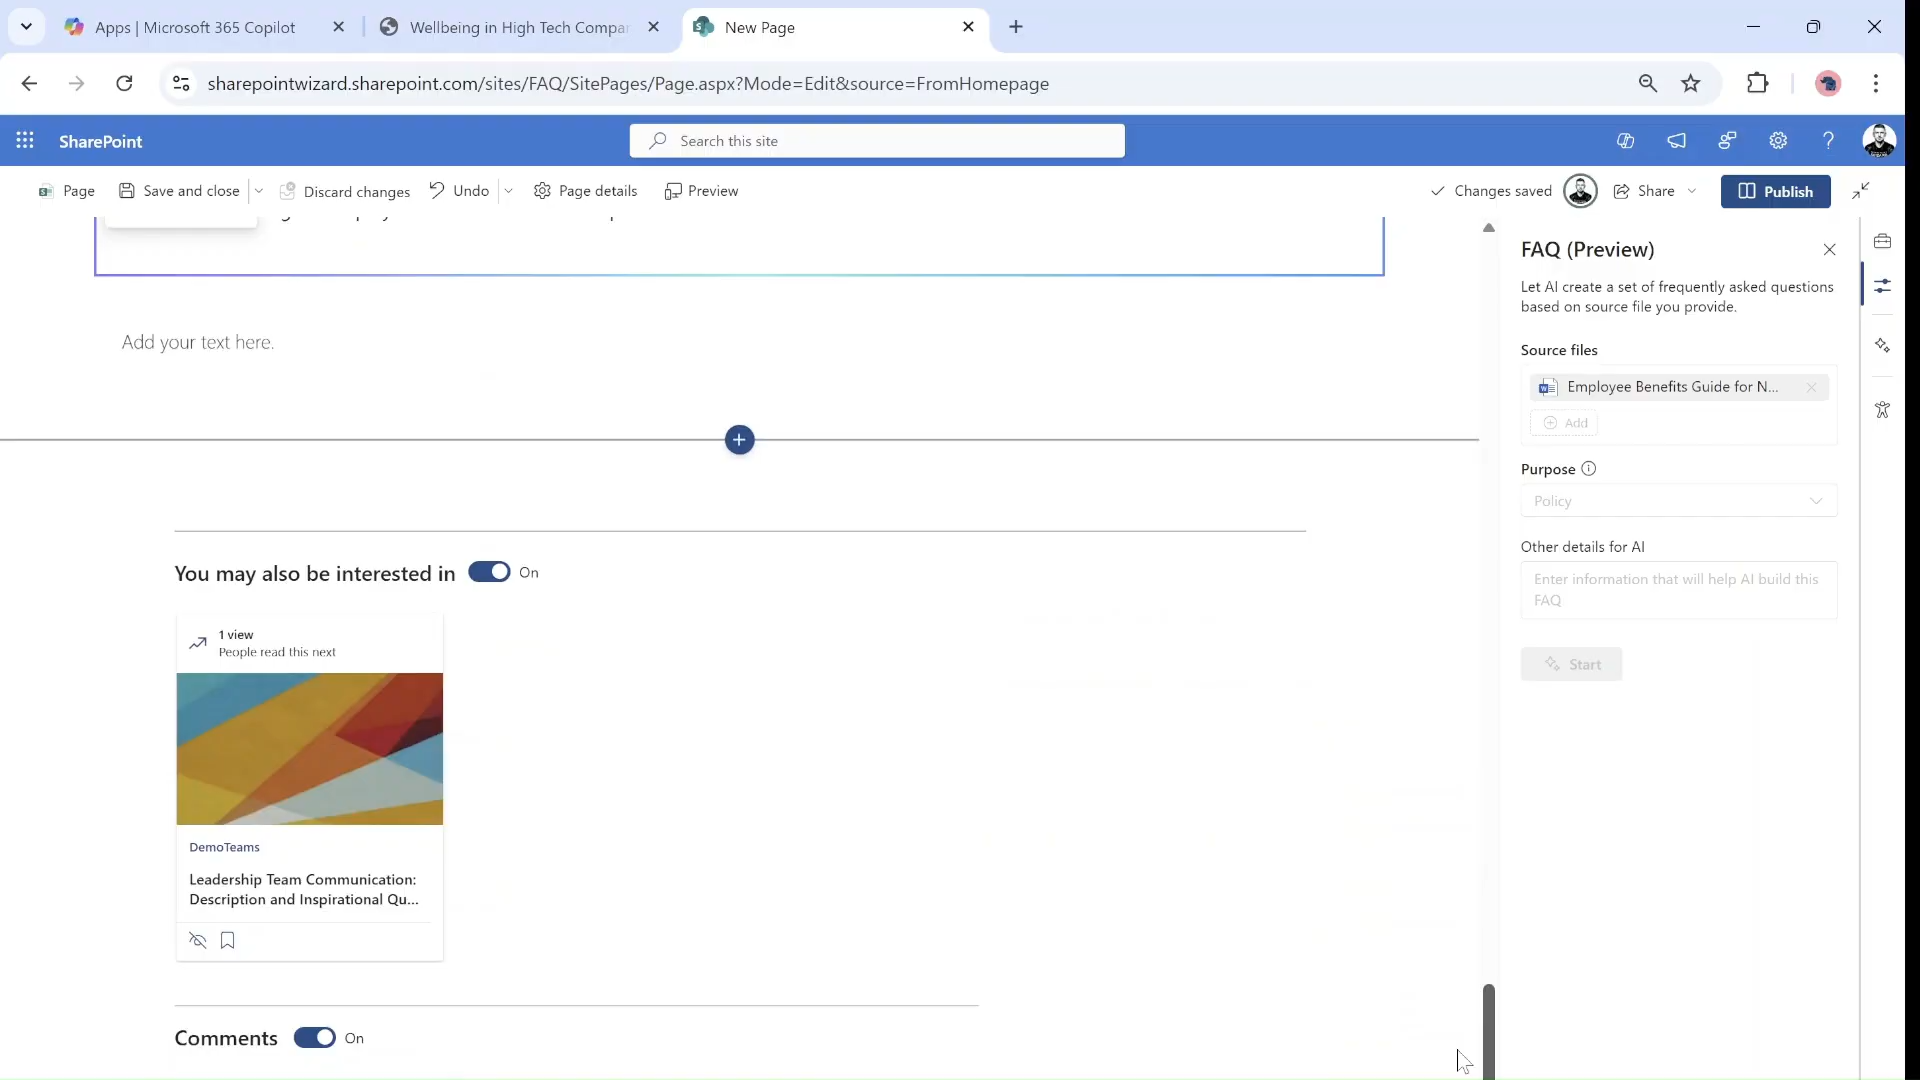 Apps | Microsoft 365 Copilot
Wellbeing in High Tech Compar
New Page
sharepointwizard.sharepoint.com/sites/FAQ/SitePages/Page.aspx?Mode=Edit&source=FromHomepage
SharePoint
Search this site
Page
Save and close
Discard changes
Undo
Page details
Preview
Changes saved
Share
Publish
Add your text here.
You may also be interested in
On
1 view
People read this next
DemoTeams
Leadership Team Communication:
Description and Inspirational Qu...
Comments
On
FAQ (Preview)
Let AI create a set of frequently asked questions
based on source file you provide.
Source files
Employee Benefits Guide for N...
Add
Purpose
Policy
Other details for AI
Enter information that will help AI build this
FAQ
Start